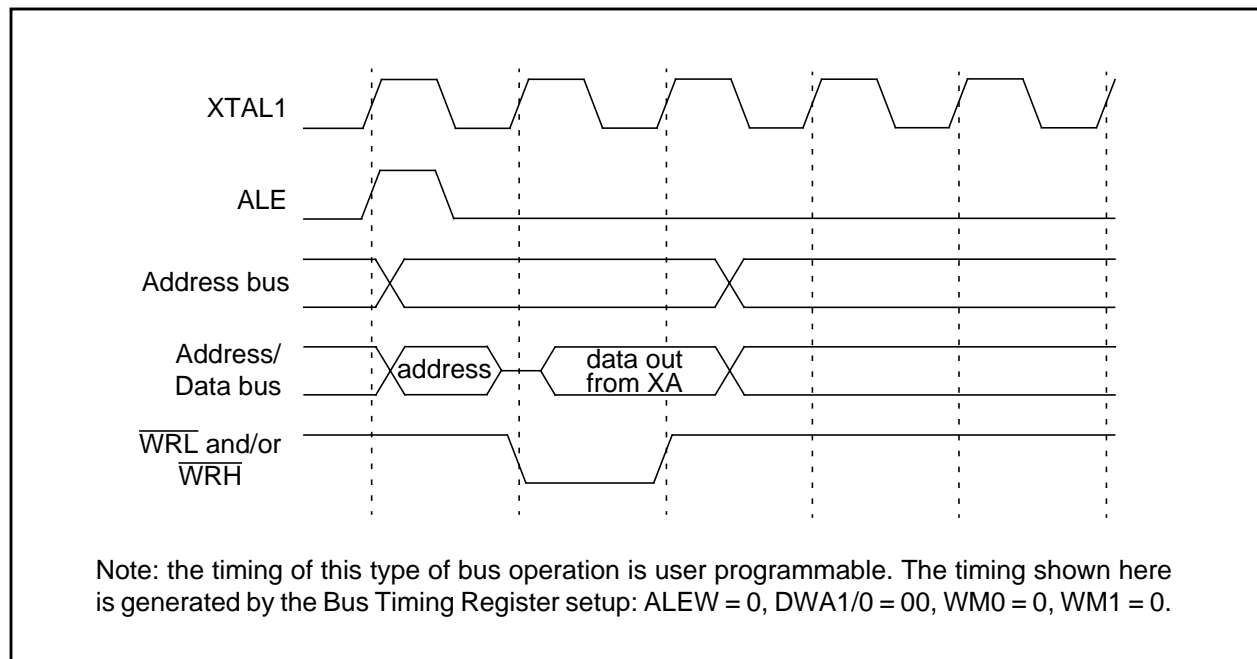 XTAL1
ALE
Address bus
Address/
Data bus
address
data out
from XA
WRL and/or
WRH
Note: the timing of this type of bus operation is user programmable. The timing shown here
is generated by the Bus Timing Register setup: ALEW = 0, DWA1/0 = 00, WM0 = 0, WM1 = 0.